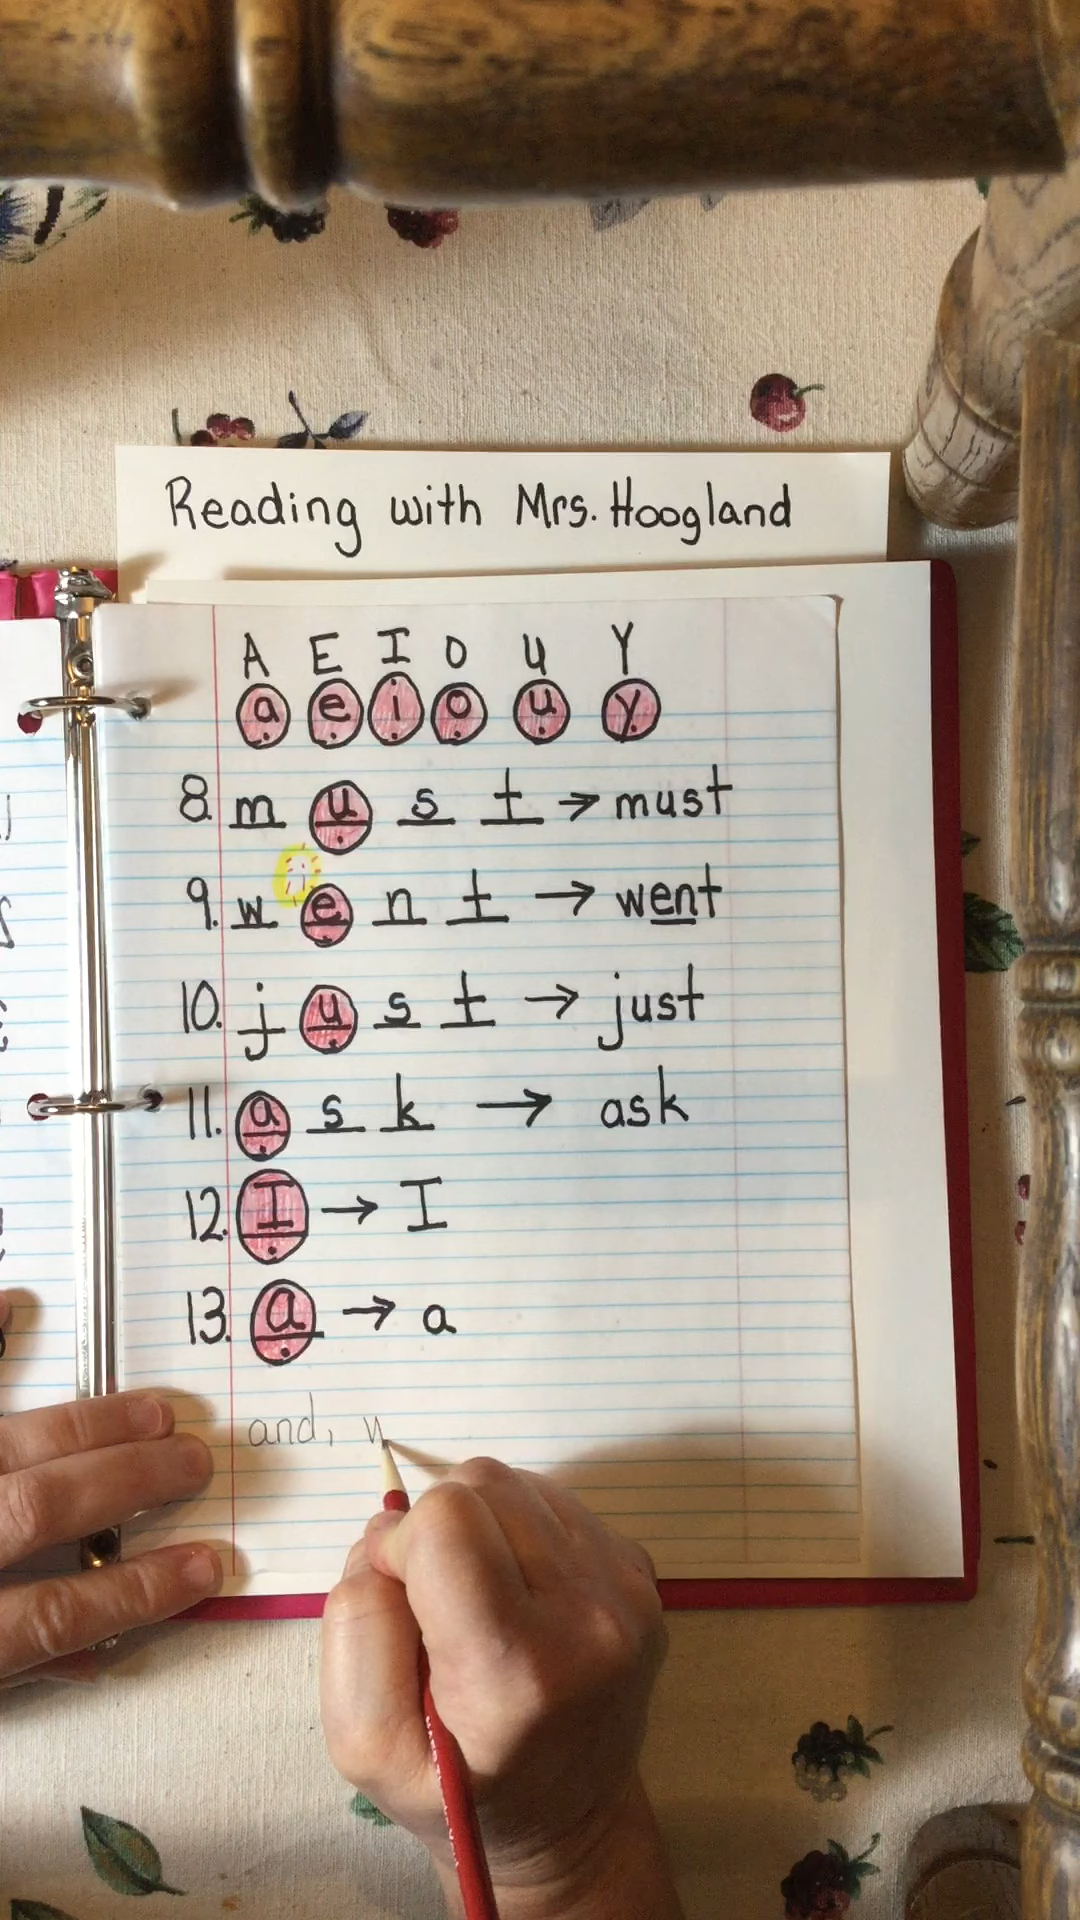 Reading with Mrs. Hoogland
A E I O U Y
a e i o u y
8. m u s t → must
9. w e n t → went
10. j u s t → just
11. a s k → ask
12. I → I
13. a → a
and,